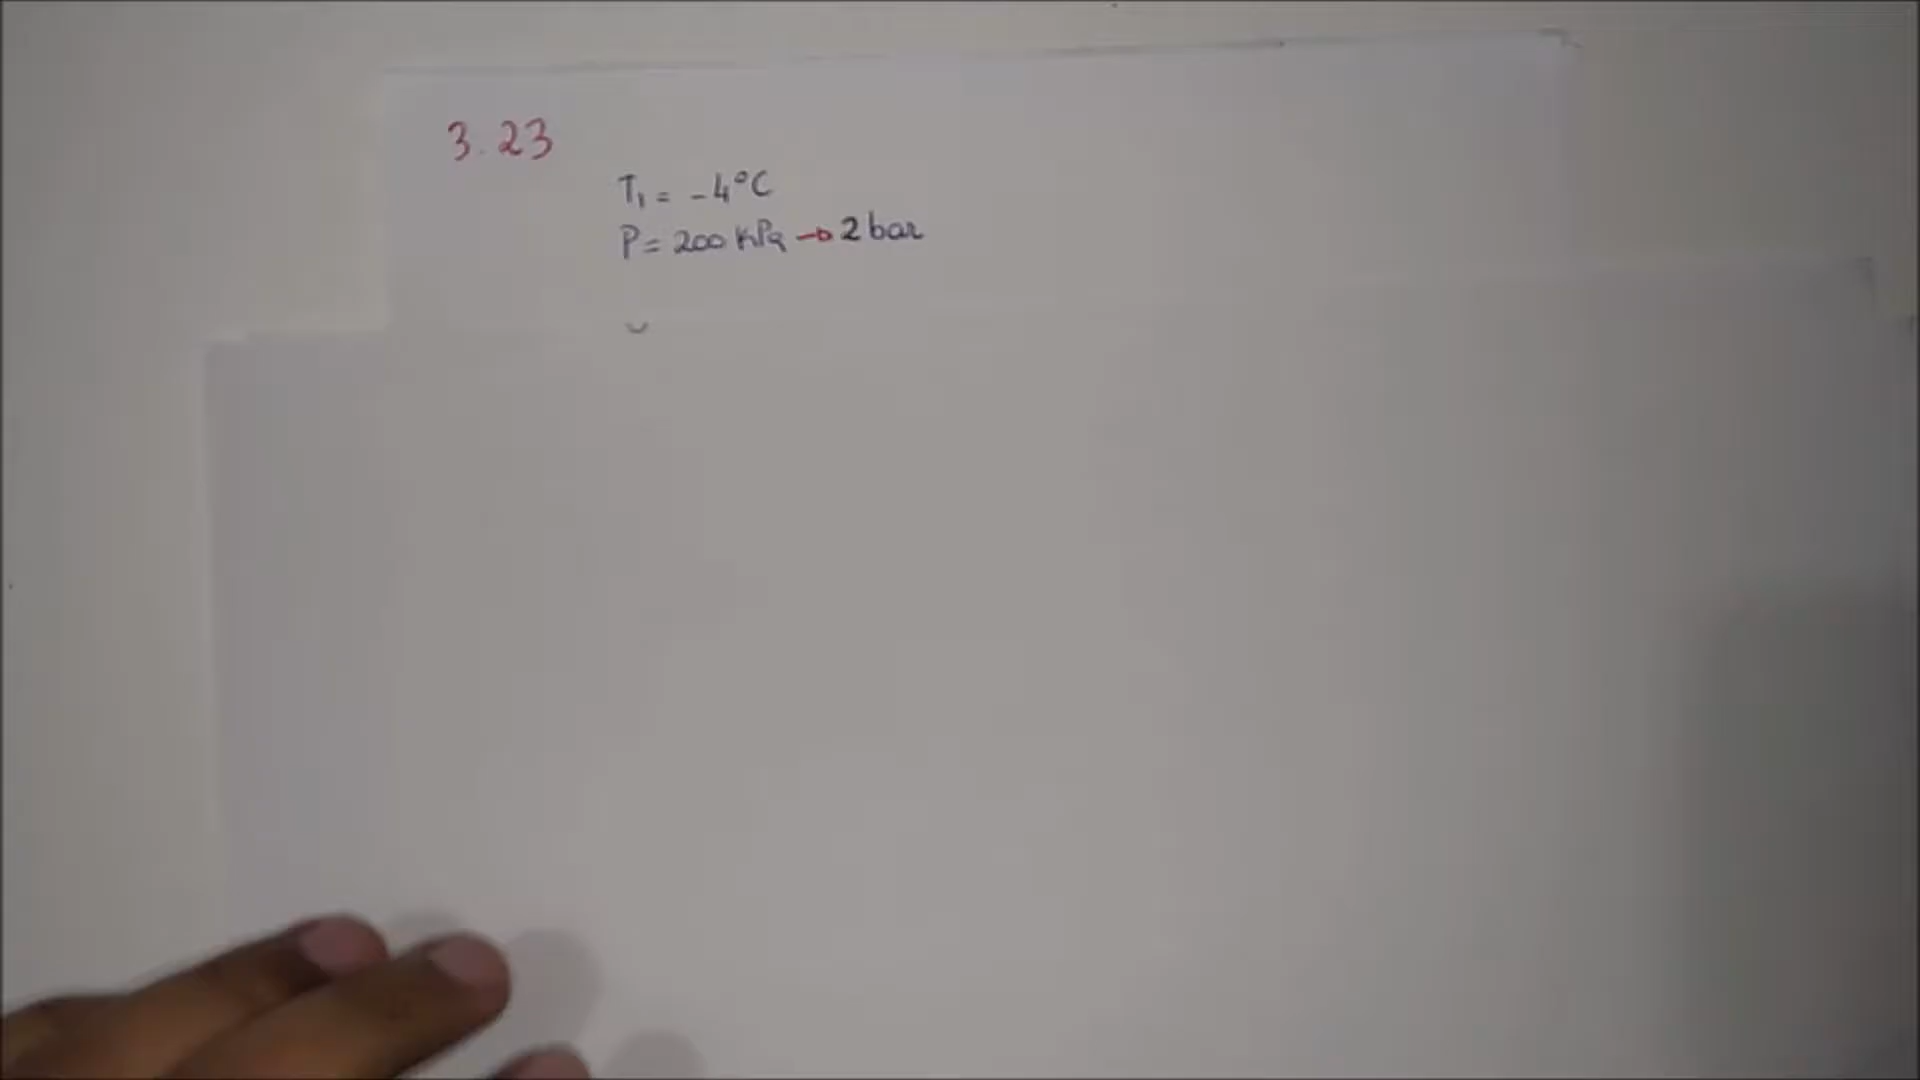 3.23
T₁ = -4°C
P = 200 KPa → 2 bar